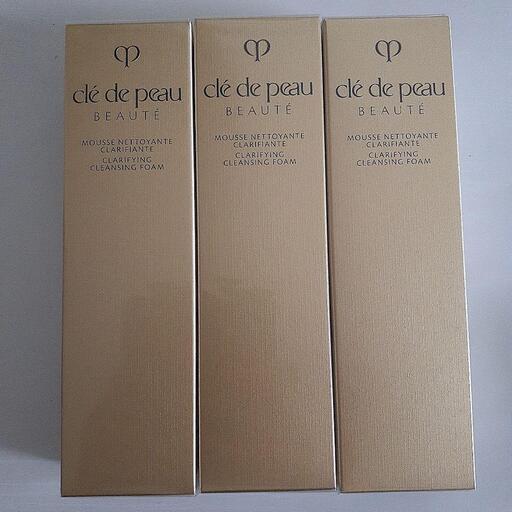 clé de peau
BEAUTÉ
MOUSSE NETTOYANTE
CLARIFIANTE
CLARIFYING
CLEANSING FOAM
clé de peau
BEAUTÉ
MOUSSE NETTOYANTE
CLARIFIANTE
CLARIFYING
CLEANSING FOAM
clé de peau
BEAUTÉ
MOUSSE NETTOYANTE
CLARIFIANTE
CLARIFYING
CLEANSING FOAM